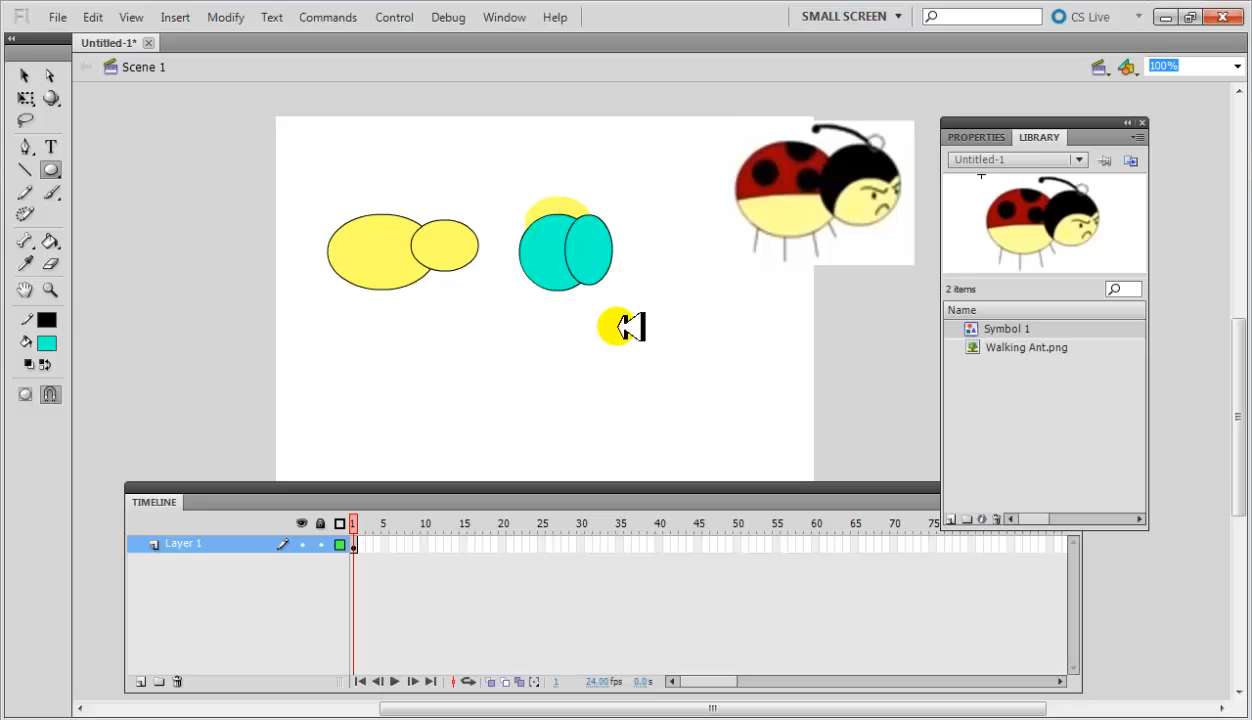 Fl File Edit View Insert Modify Text Commands Control Debug Window Help SMALL SCREEN CS Live
Untitled-1*
Scene 1 100%
T
PROPERTIES LIBRARY
Untitled-1
2 items
Name
Symbol 1
Walking Ant.png
TIMELINE
1 5 10 15 20 25 30 35 40 45 50 55 60 65 70 75
Layer 1
1 24.00 fps 0.0 s